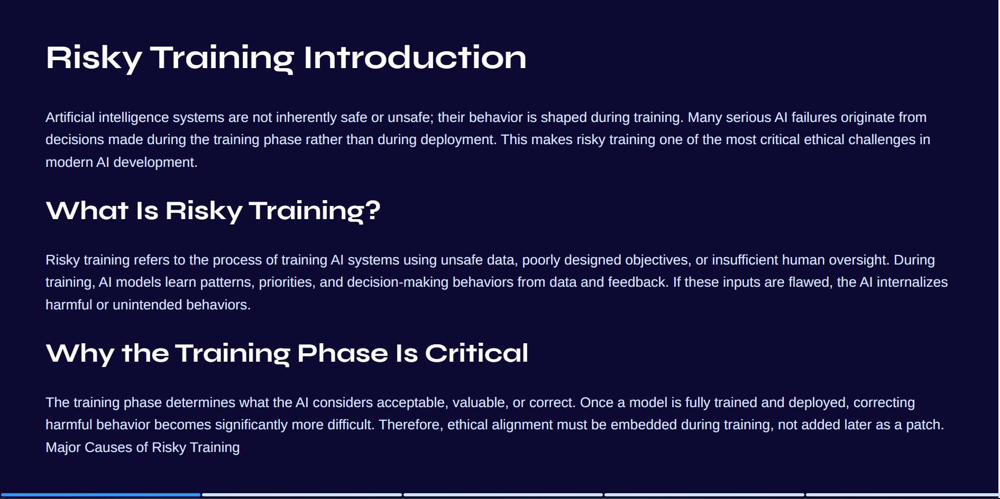 Risky Training Introduction
Artificial intelligence systems are not inherently safe or unsafe; their behavior is shaped during training. Many serious AI failures originate from
decisions made during the training phase rather than during deployment. This makes risky training one of the most critical ethical challenges in
modern AI development.
What Is Risky Training?
Risky training refers to the process of training AI systems using unsafe data, poorly designed objectives, or insufficient human oversight. During
training, AI models learn patterns, priorities, and decision-making behaviors from data and feedback. If these inputs are flawed, the AI internalizes
harmful or unintended behaviors.
Why the Training Phase Is Critical
The training phase determines what the AI considers acceptable, valuable, or correct. Once a model is fully trained and deployed, correcting
harmful behavior becomes significantly more difficult. Therefore, ethical alignment must be embedded during training, not added later as a patch.
Major Causes of Risky Training